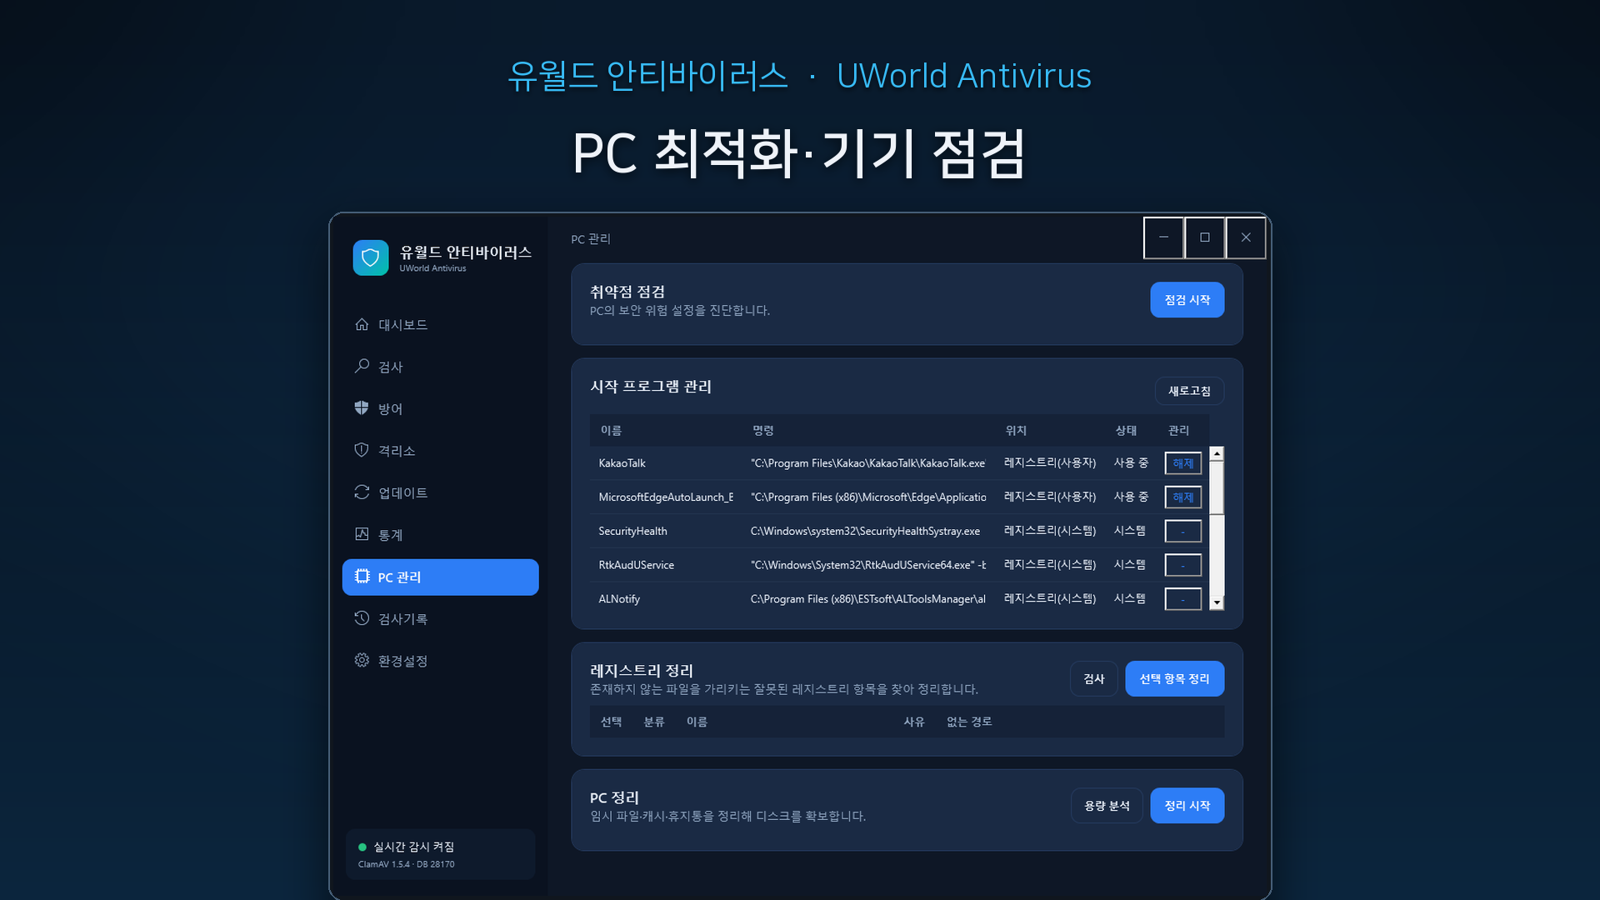 유월드 안티바이러스 · UWorld Antivirus
PC 최적화·기기 점검
유월드 안티바이러스
UWorld Antivirus
대시보드
검사
방어
격리소
업데이트
통계
PC 관리
검사기록
환경설정
실시간 감시 켜짐
ClamAV 1.5.4 · DB 28170
PC 관리
취약점 점검
PC의 보안 위험 설정을 진단합니다.
점검 시작
시작 프로그램 관리
새로고침
이름 명령 위치 상태 관리
KakaoTalk "C:\Program Files\Kakao\KakaoTalk\KakaoTalk.exe' 레지스트리(사용자) 사용 중 해제
MicrosoftEdgeAutoLaunch_E "C:\Program Files (x86)\Microsoft\Edge\Applicatio 레지스트리(사용자) 사용 중 해제
SecurityHealth C:\Windows\system32\SecurityHealthSystray.exe 레지스트리(시스템) 시스템 -
RtkAudUService "C:\Windows\System32\RtkAudUService64.exe" -b 레지스트리(시스템) 시스템 -
ALNotify C:\Program Files (x86)\ESTsoft\ALToolsManager\al 레지스트리(시스템) 시스템 -
레지스트리 정리
존재하지 않는 파일을 가리키는 잘못된 레지스트리 항목을 찾아 정리합니다.
검사 선택 항목 정리
선택 분류 이름 사유 없는 경로
PC 정리
임시 파일·캐시·휴지통을 정리해 디스크를 확보합니다.
용량 분석 정리 시작